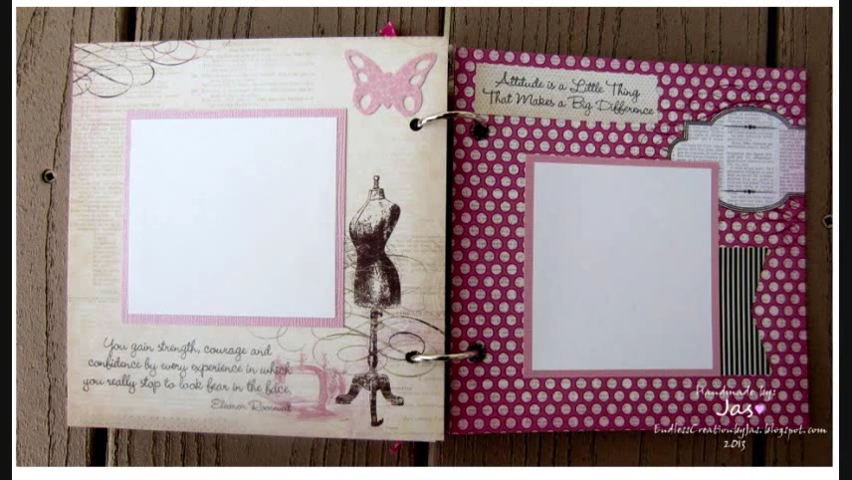 You gain strength, courage and
confidence by every experience in which
you really stop to look fear in the face.
Eleanor Roosevelt
Attitude is a Little Thing
That Makes a Big Difference
Handmade by:
Jas
EndlessCreationbyJas.blogspot.com
2013